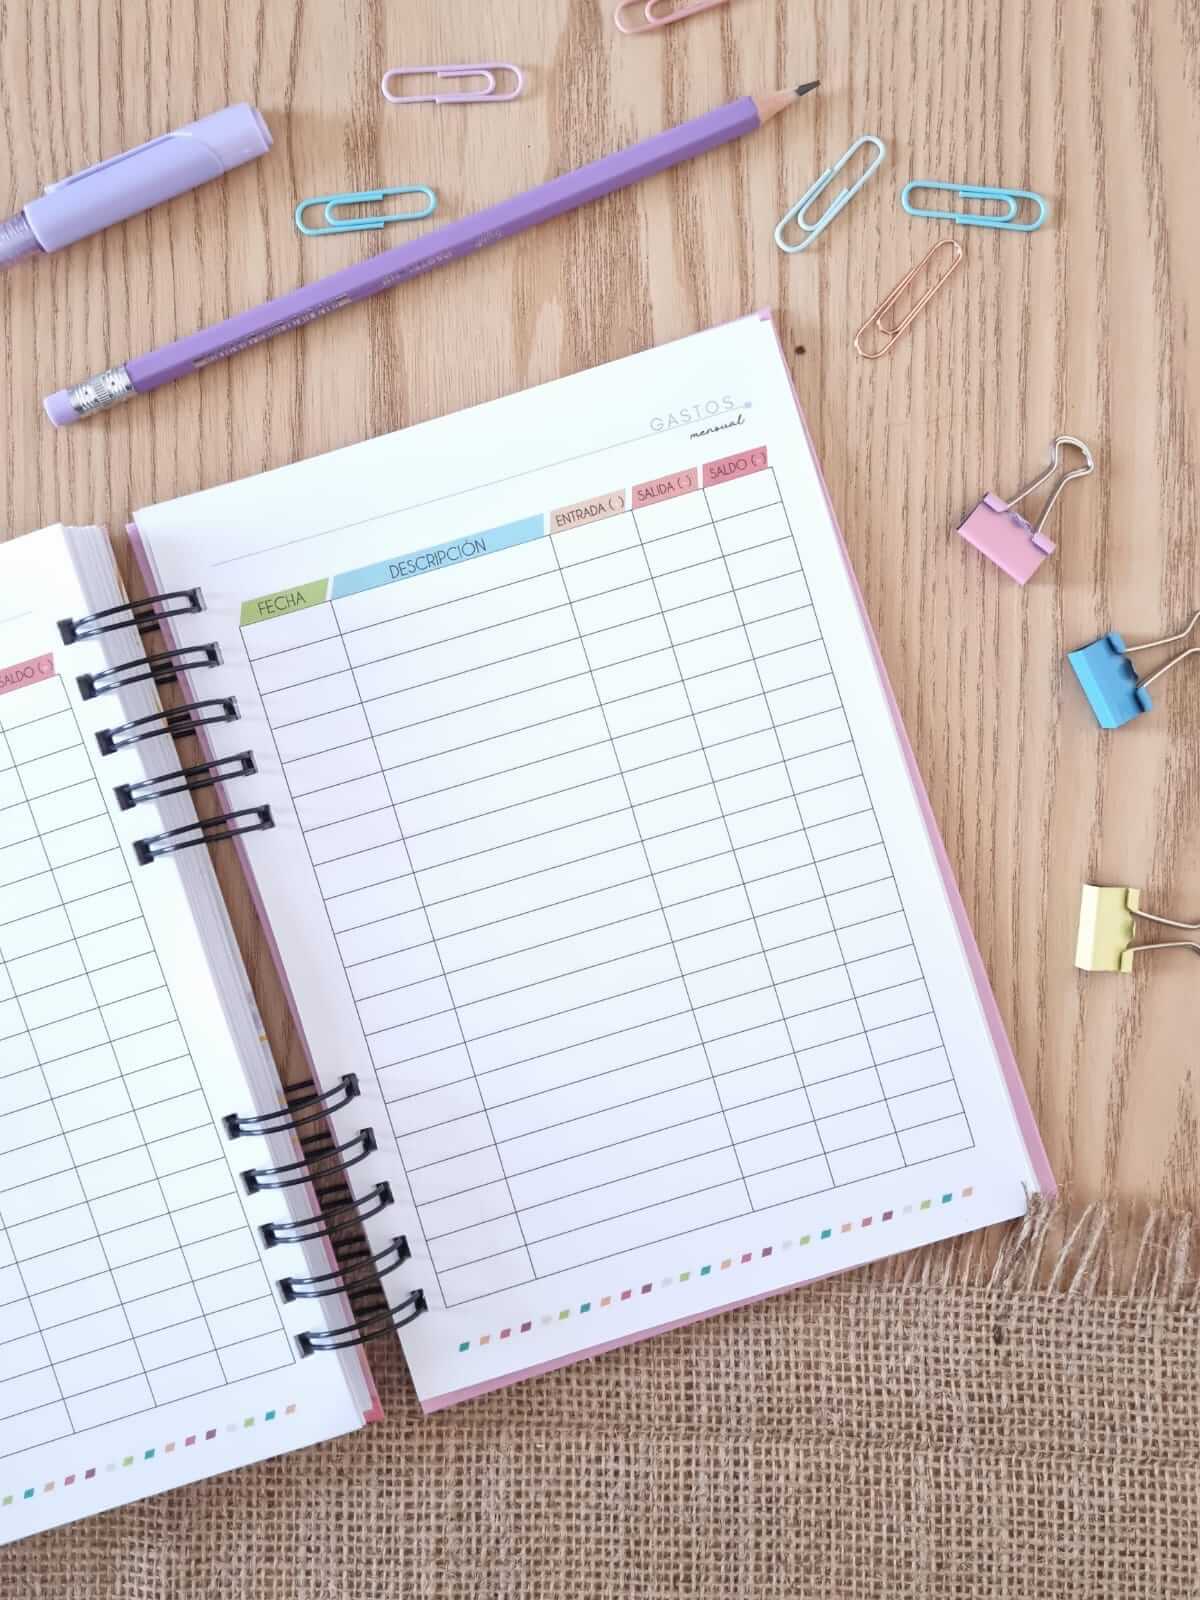 GASTOS
mensual
FECHA DESCRIPCIÓN ENTRADA ( ) SALIDA (-) SALDO (-)
SALDO (-)